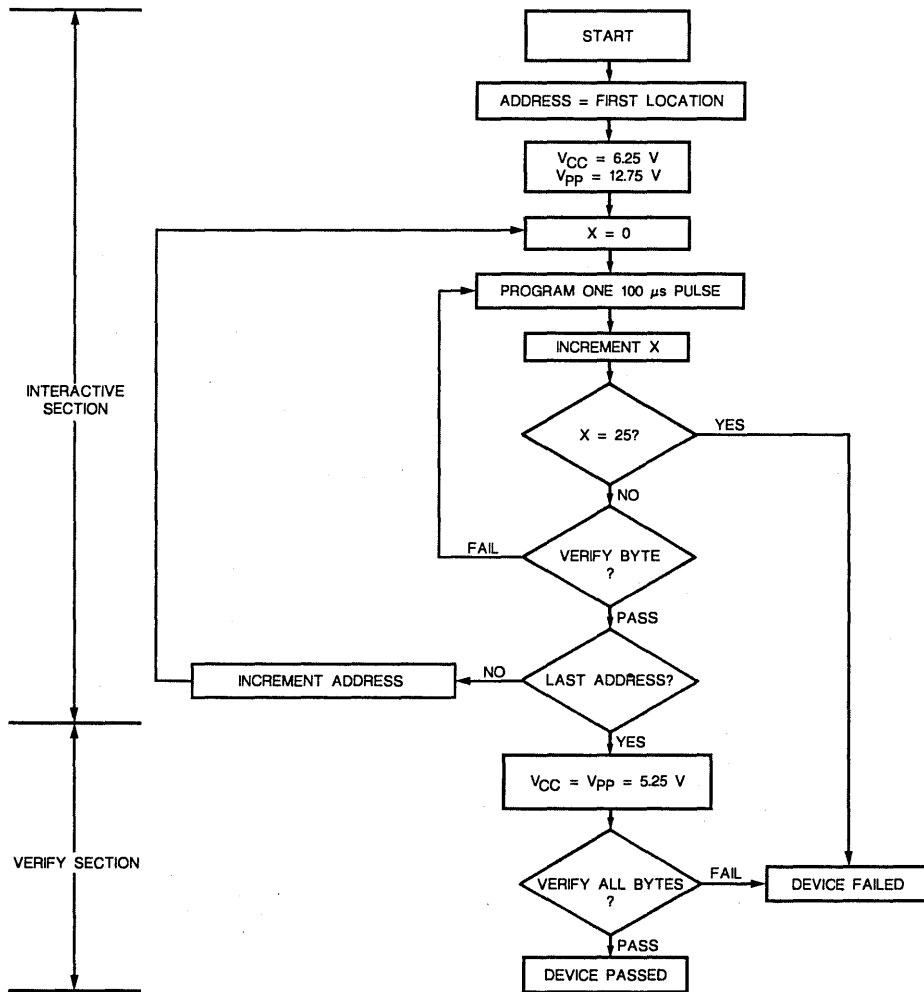 START
ADDRESS = FIRST LOCATION
VCC = 6.25 V
VPP = 12.75 V
X = 0
PROGRAM ONE 100 μs PULSE
INCREMENT X
INTERACTIVE
SECTION
X = 25?
YES
NO
VERIFY BYTE
?
FAIL
PASS
LAST ADDRESS?
NO
INCREMENT ADDRESS
YES
VCC = VPP = 5.25 V
VERIFY SECTION
VERIFY ALL BYTES
?
FAIL
DEVICE FAILED
PASS
DEVICE PASSED